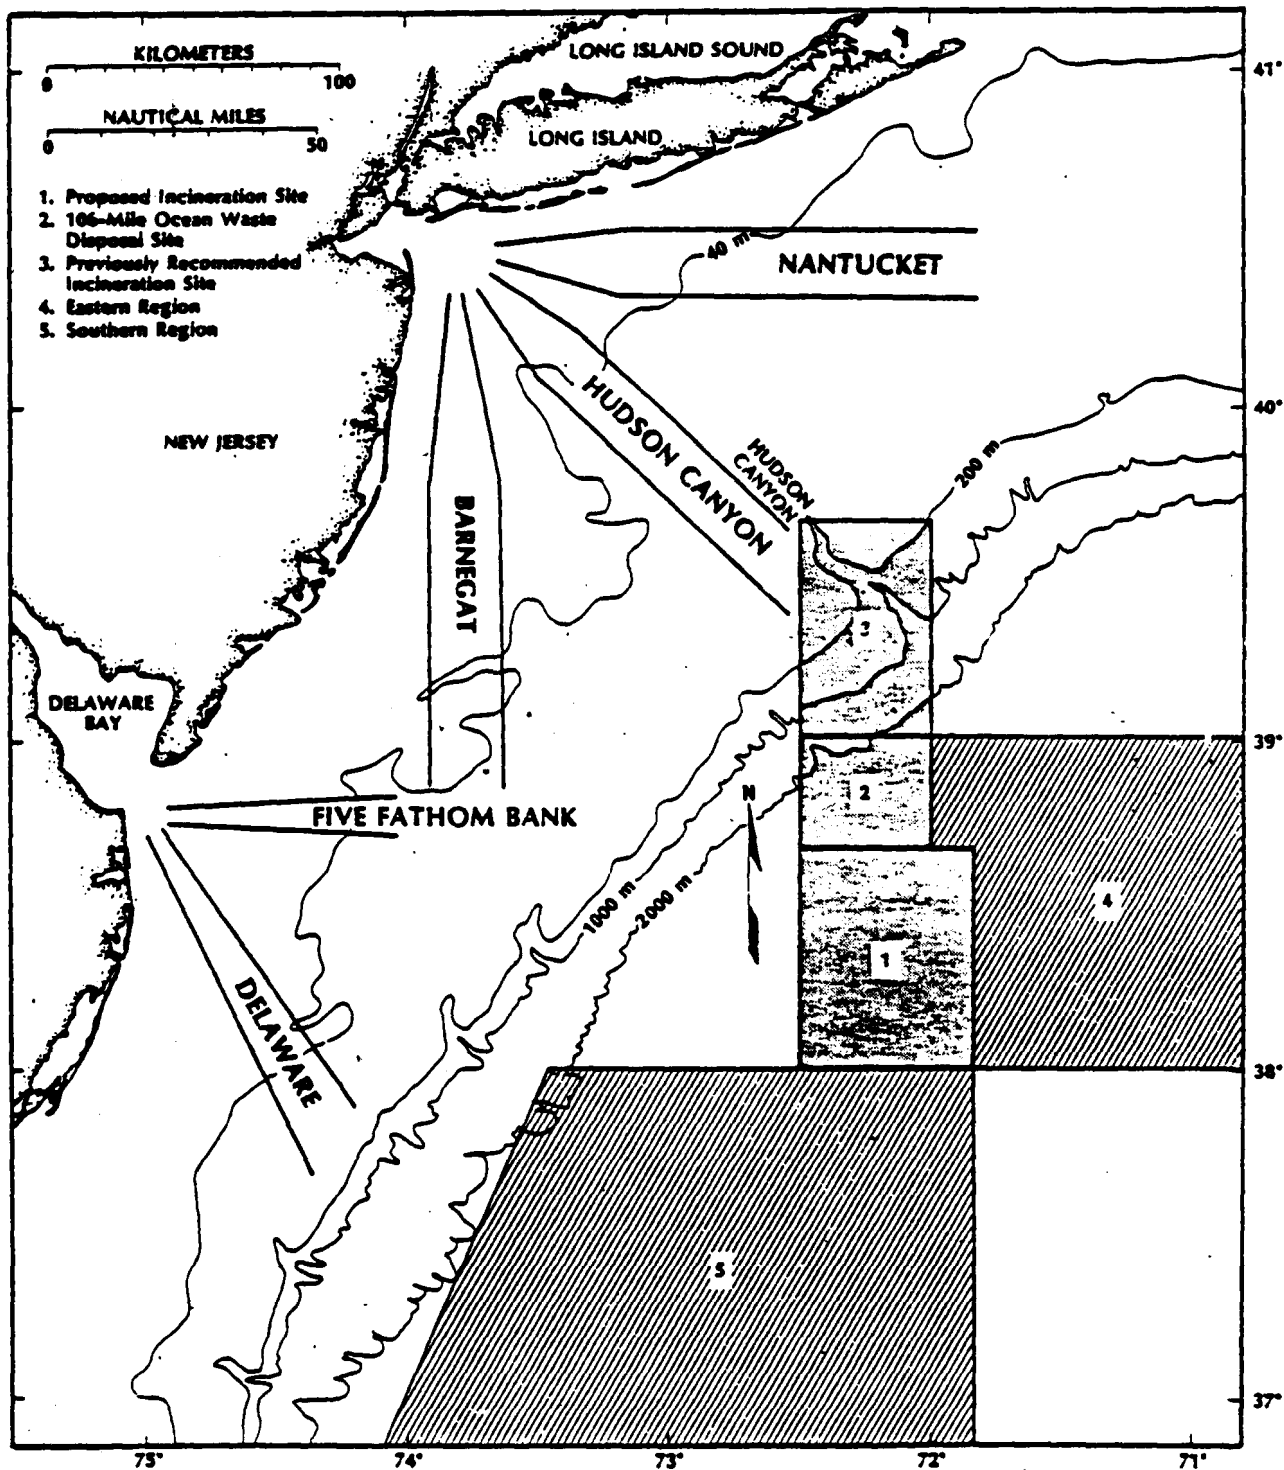 KILOMETERS
0 100
NAUTICAL MILES
0 50
1. Proposed Incineration Site
2. 106-Mile Ocean Waste
Disposal Site
3. Previously Recommended
Incineration Site
4. Eastern Region
5. Southern Region
LONG ISLAND SOUND
LONG ISLAND
41°
40 m
NANTUCKET
HUDSON CANYON
HUDSON
CANYON
40°
NEW JERSEY
200 m
BARNEGAT
3
DELAWARE
BAY
39°
N
2
FIVE FATHOM BANK
1000 m
2000 m
4
1
DELAWARE
38°
5
37°
75° 74° 73° 72° 71°